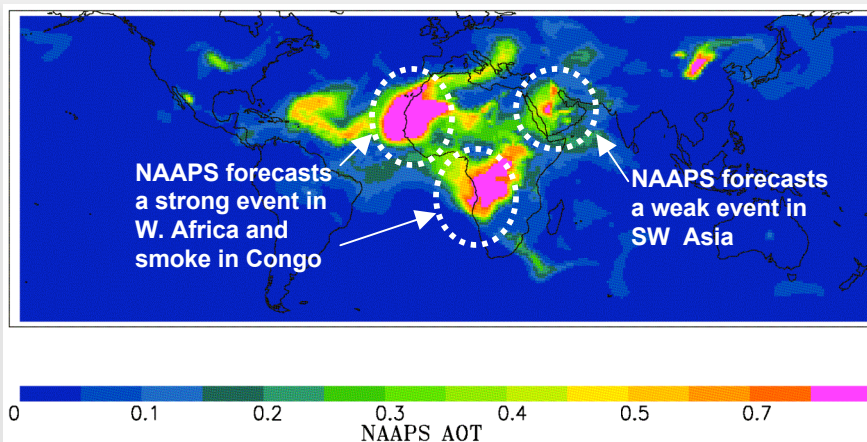 NAAPS forecasts
a strong event in
W. Africa and
smoke in Congo
NAAPS forecasts
a weak event in
SW Asia
0 0.1 0.2 0.3 0.4 0.5 0.7
NAAPS AOT